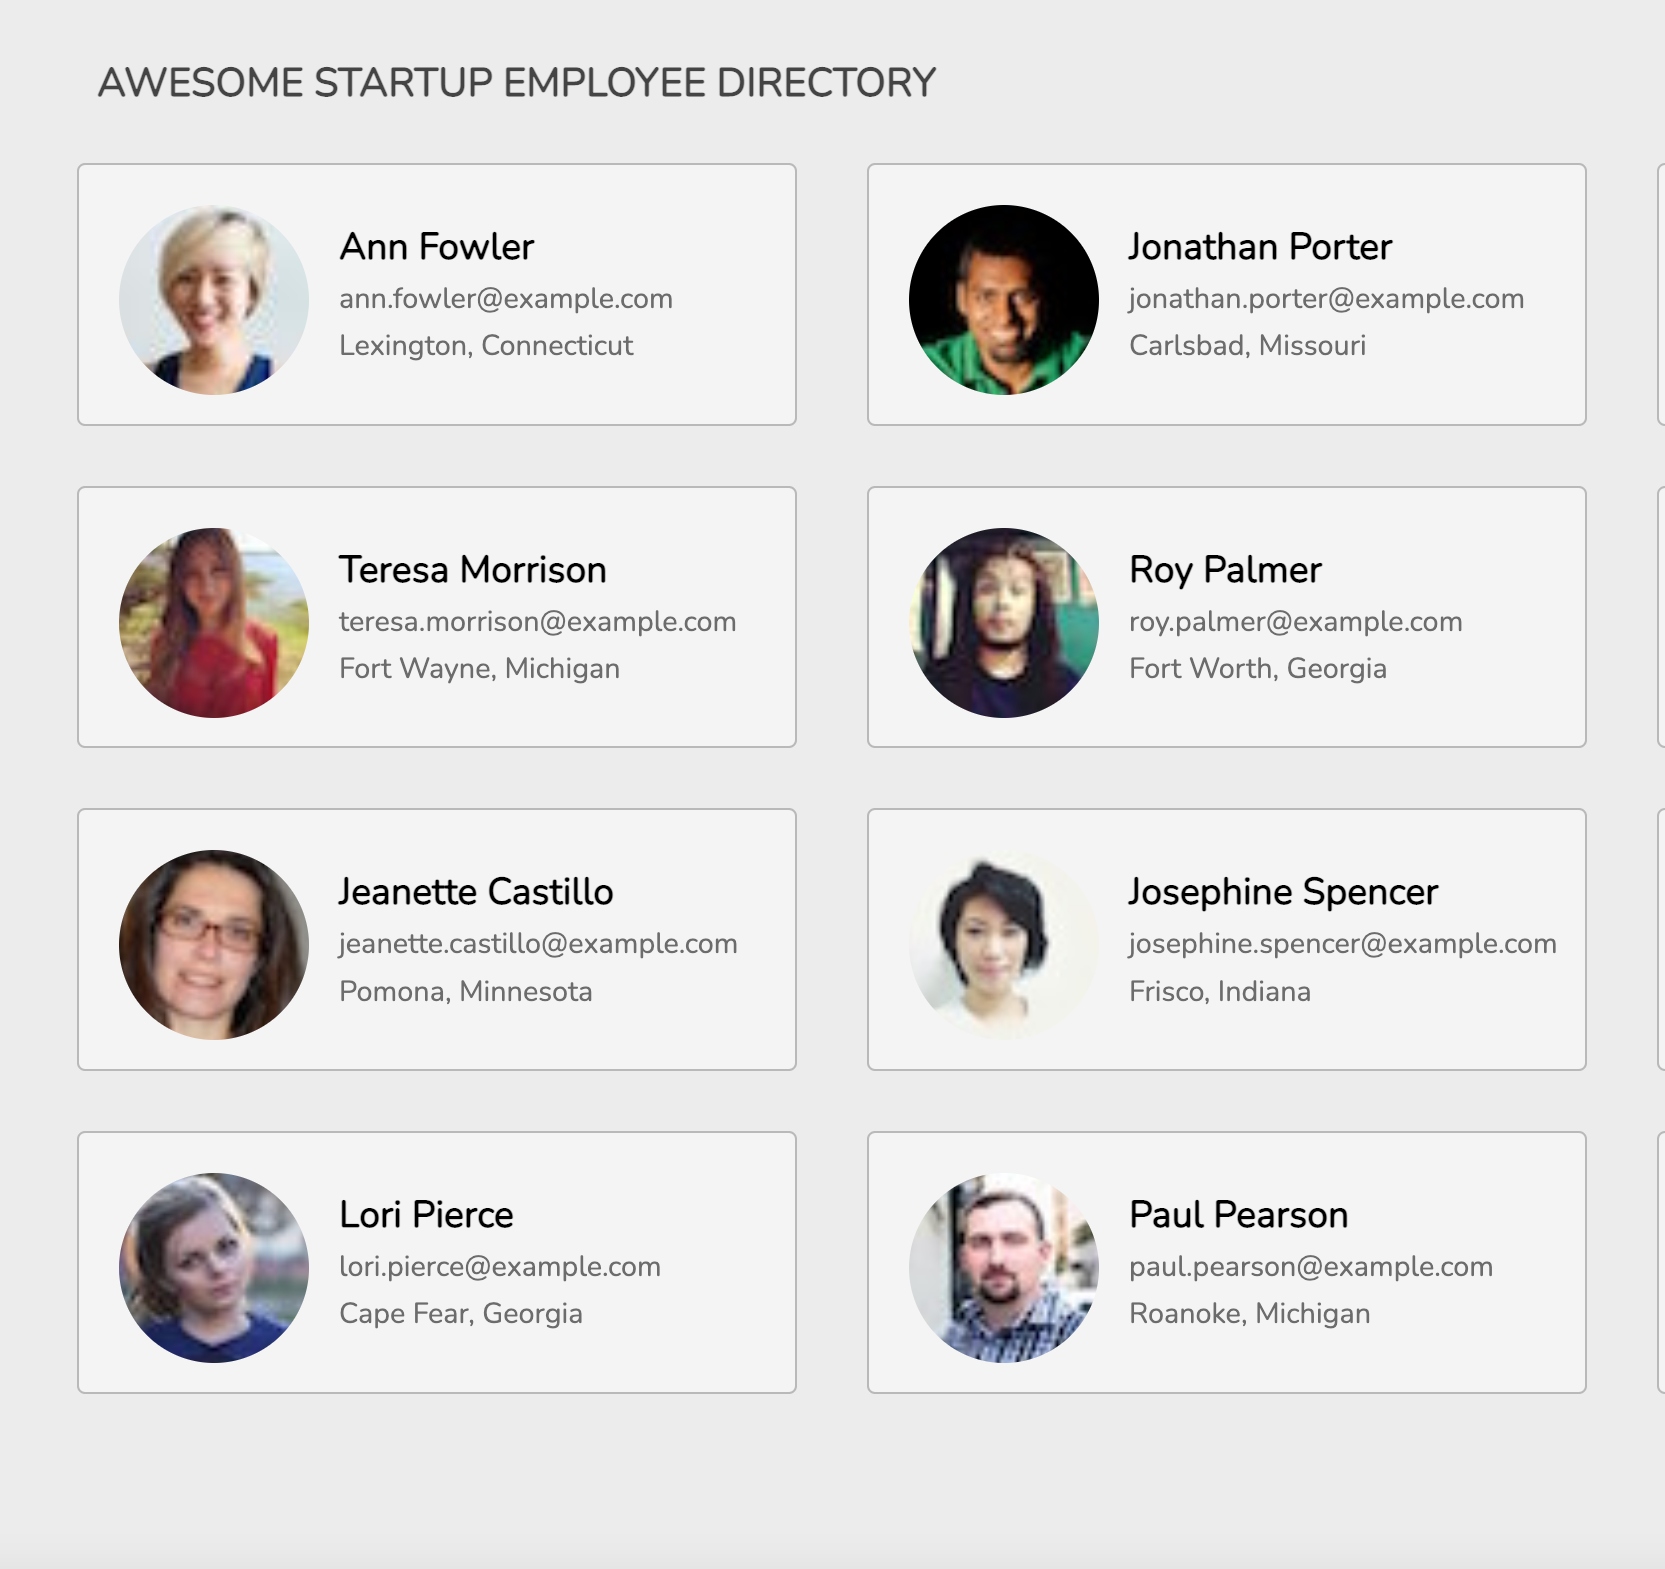 AWESOME STARTUP EMPLOYEE DIRECTORY
Ann Fowler
ann.fowler@example.com
Lexington, Connecticut
Jonathan Porter
jonathan.porter@example.com
Carlsbad, Missouri
Teresa Morrison
teresa.morrison@example.com
Fort Wayne, Michigan
Roy Palmer
roy.palmer@example.com
Fort Worth, Georgia
Jeanette Castillo
jeanette.castillo@example.com
Pomona, Minnesota
Josephine Spencer
josephine.spencer@example.com
Frisco, Indiana
Lori Pierce
lori.pierce@example.com
Cape Fear, Georgia
Paul Pearson
paul.pearson@example.com
Roanoke, Michigan